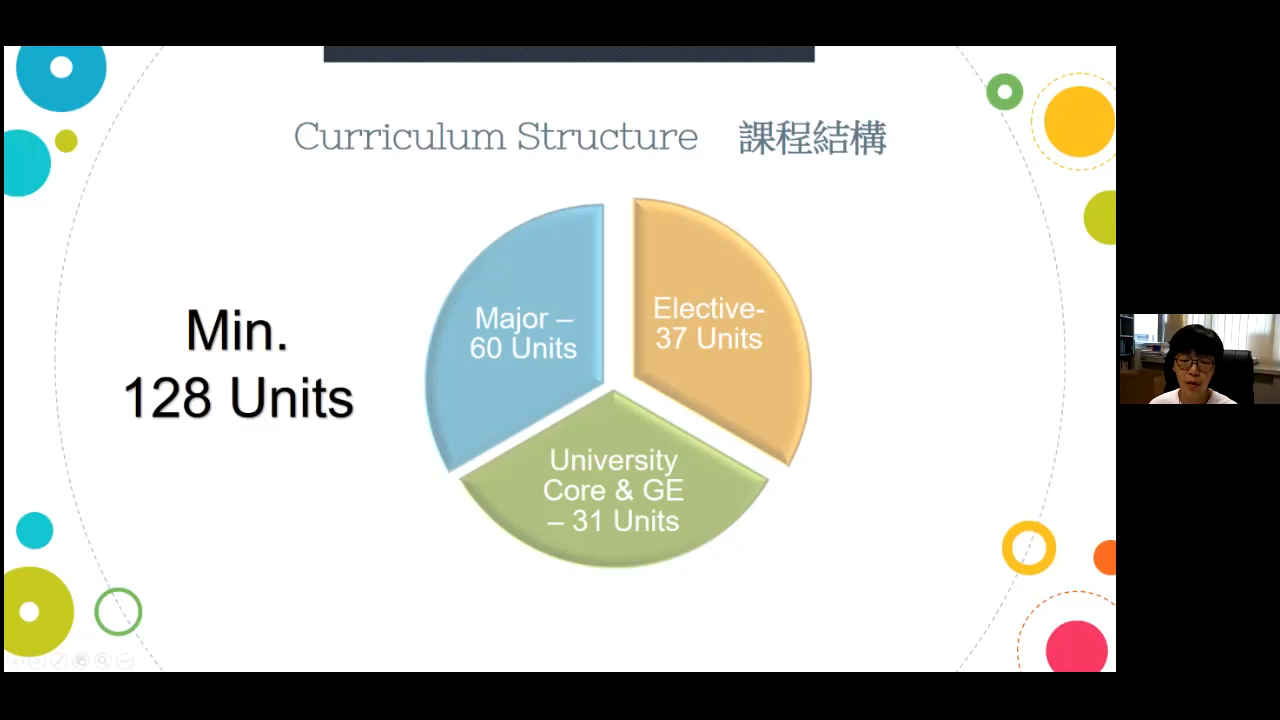 Curriculum Structure 課程結構
Min.
128 Units
Major –
60 Units
Elective-
37 Units
University
Core & GE
– 31 Units